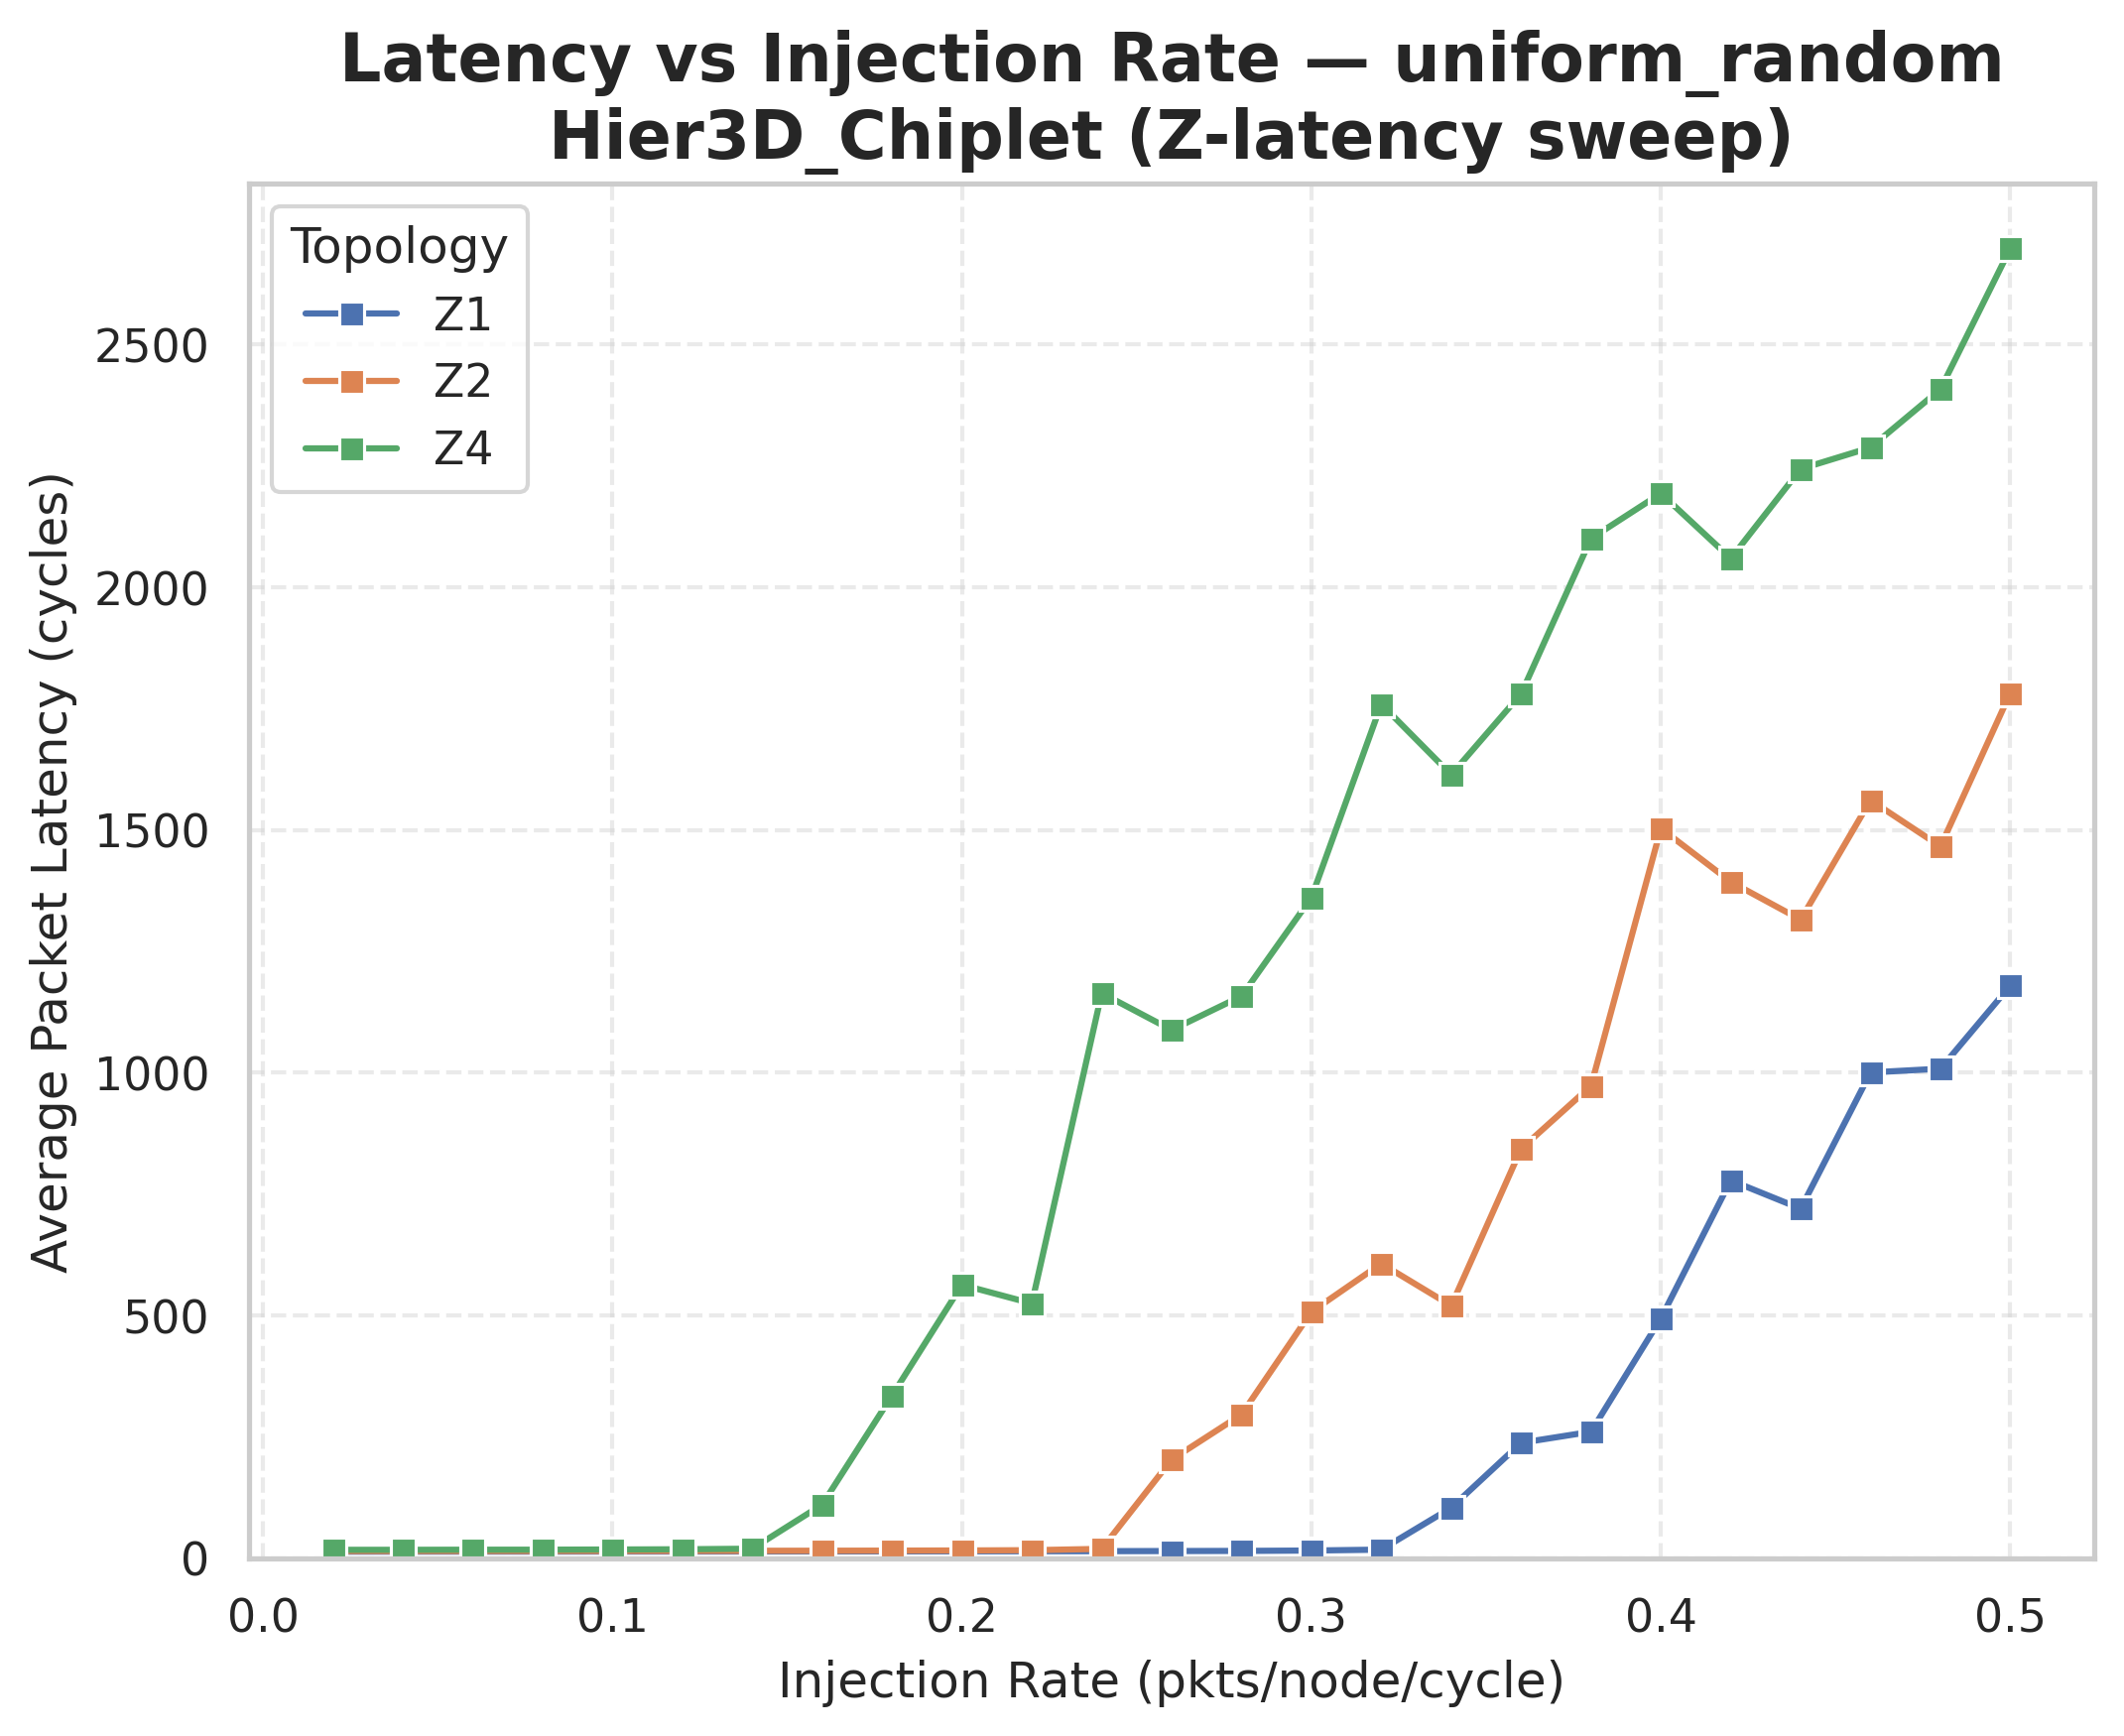 Latency vs Injection Rate — uniform_random
Hier3D_Chiplet (Z-latency sweep)
Topology
Z1
Z2
Z4
Average Packet Latency (cycles)
2500
2000
1500
1000
500
0
0.0
0.1
0.2
0.3
0.4
0.5
Injection Rate (pkts/node/cycle)